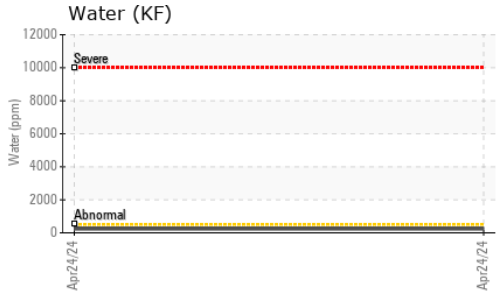 Water (KF)
12000
Severe
10000
8000
Water (ppm)
6000
4000
2000
Abnormal
0
Apr24/24
Apr24/24